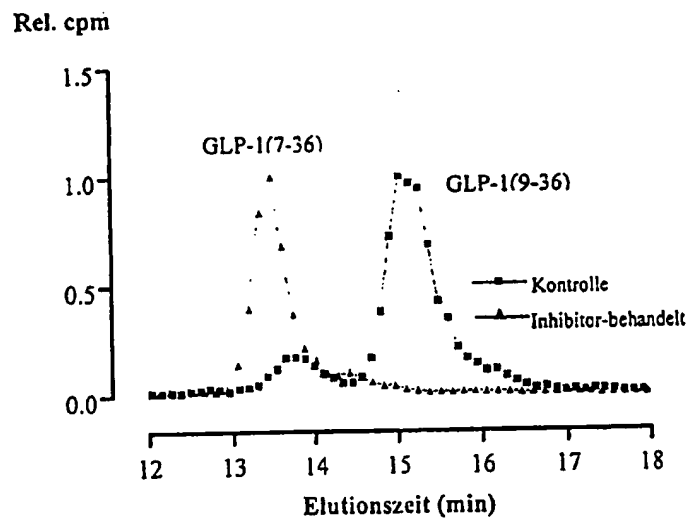 Rel. cpm
1.5
GLP-1(7-36)
1.0
GLP-1(9-36)
0.5
Kontrolle
Inhibitor-behandelt
0.0
12 13 14 15 16 17 18
Elutionszeit (min)